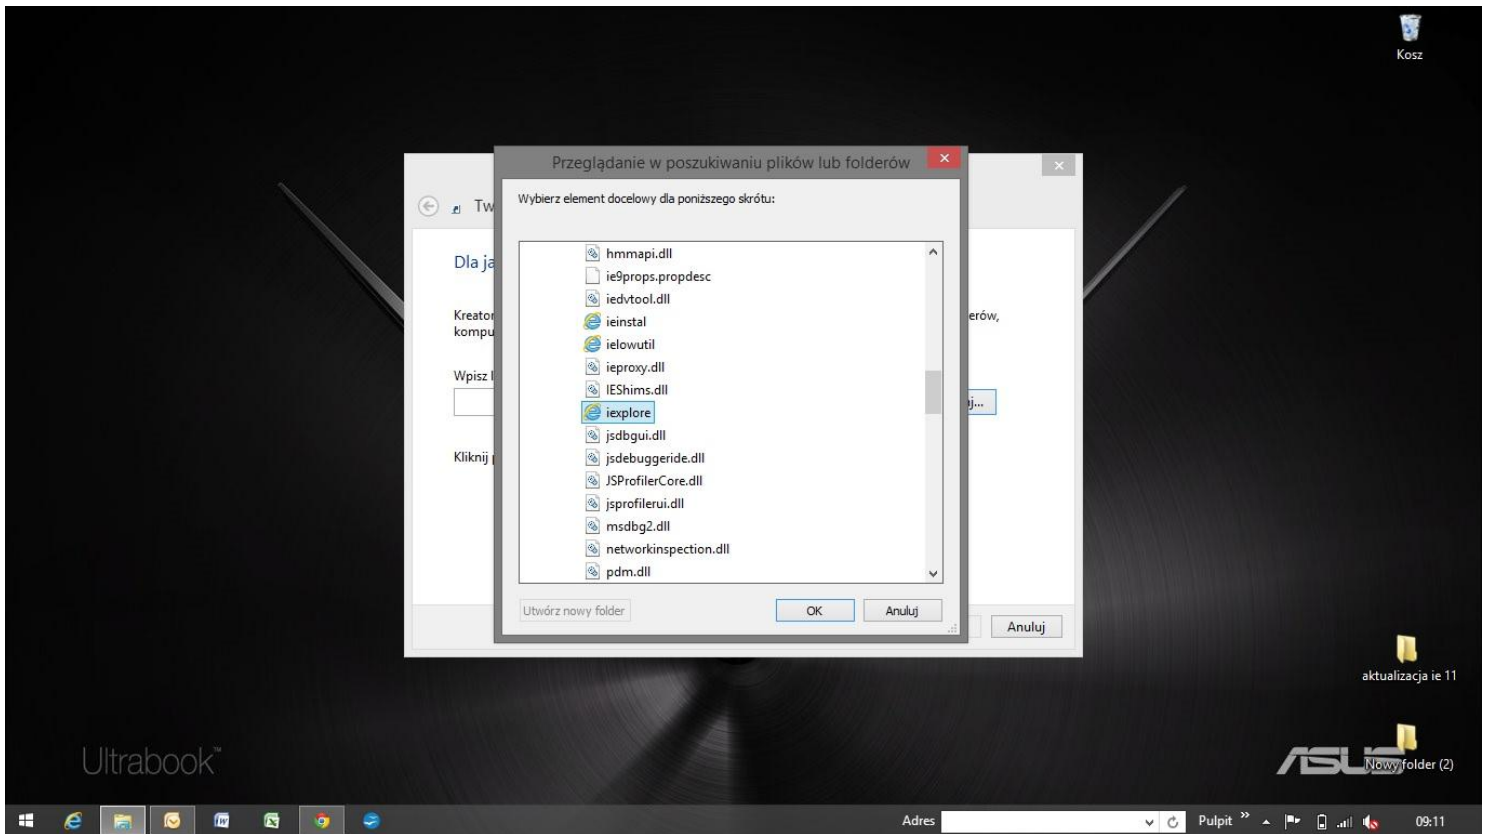 Kosz
Przeglądanie w poszukiwaniu plików lub folderów
Wybierz element docelowy dla poniższego skrótu:
Tw
Dla ja
Kreator
kompu
erów,
Wpisz l
j...
Kliknij p
hmmapi.dll
ie9props.propdesc
iedvtool.dll
ieinstal
ielowutil
ieproxy.dll
IEShims.dll
iexplore
jsdbgui.dll
jsdebuggeride.dll
JSProfilerCore.dll
jsprofilerui.dll
msdbg2.dll
networkinspection.dll
pdm.dll
Utwórz nowy folder
OK
Anuluj
Anuluj
aktualizacja ie 11
Ultrabook™
ASUS
Nowy folder (2)
Adres
Pulpit »
09:11